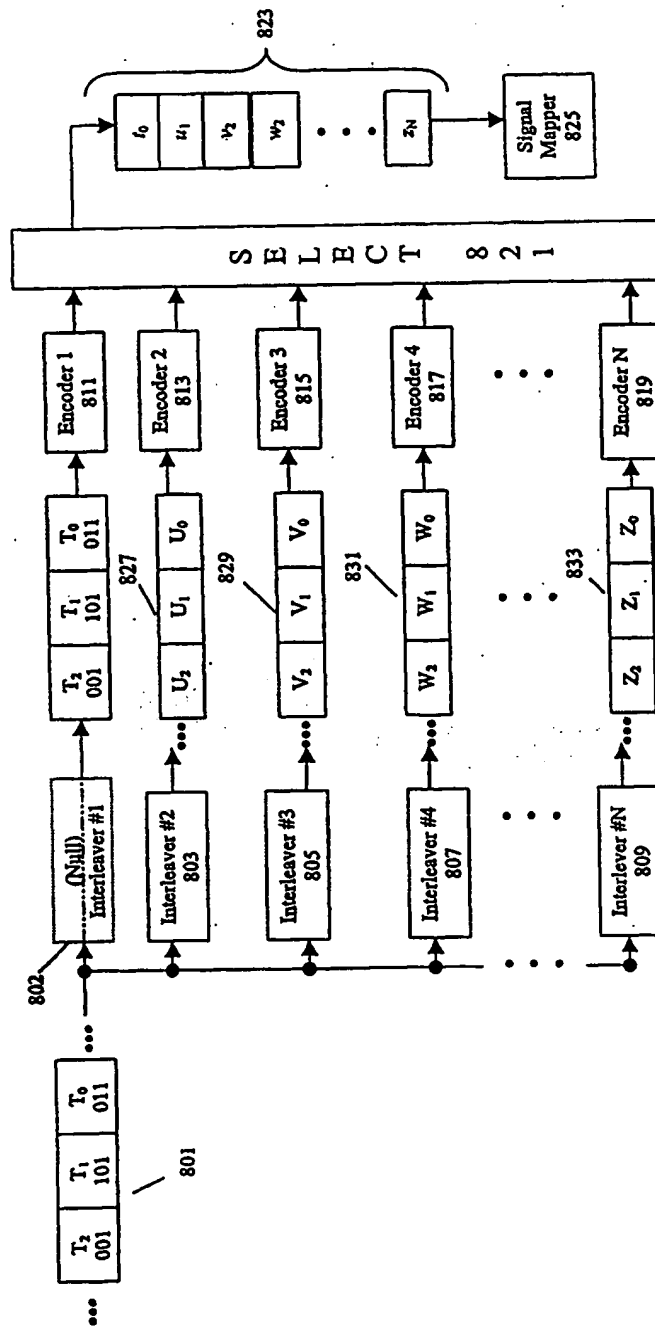 T2
001
T1
101
T0
011
801
802
(Null)
Interleaver #1
T2
001
T1
101
T0
011
Encoder 1
811
Interleaver #2
803
U2
U1
U0
827
Encoder 2
813
Interleaver #3
805
V2
V1
V0
829
Encoder 3
815
Interleaver #4
807
W2
W1
W0
831
Encoder 4
817
Interlever #N
809
Z2
Z1
Z0
833
Encoder N
819
SELECT 821
t0
u1
v2
w2
zN
823
Signal
Mapper
825